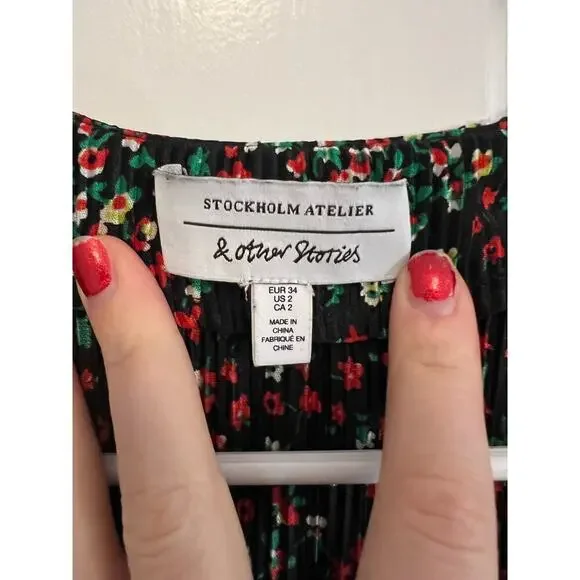 STOCKHOLM ATELIER
& other Stories
EUR 34
US 2
CA 2
MADE IN
CHINA
FABRIQUÉ EN
CHINE